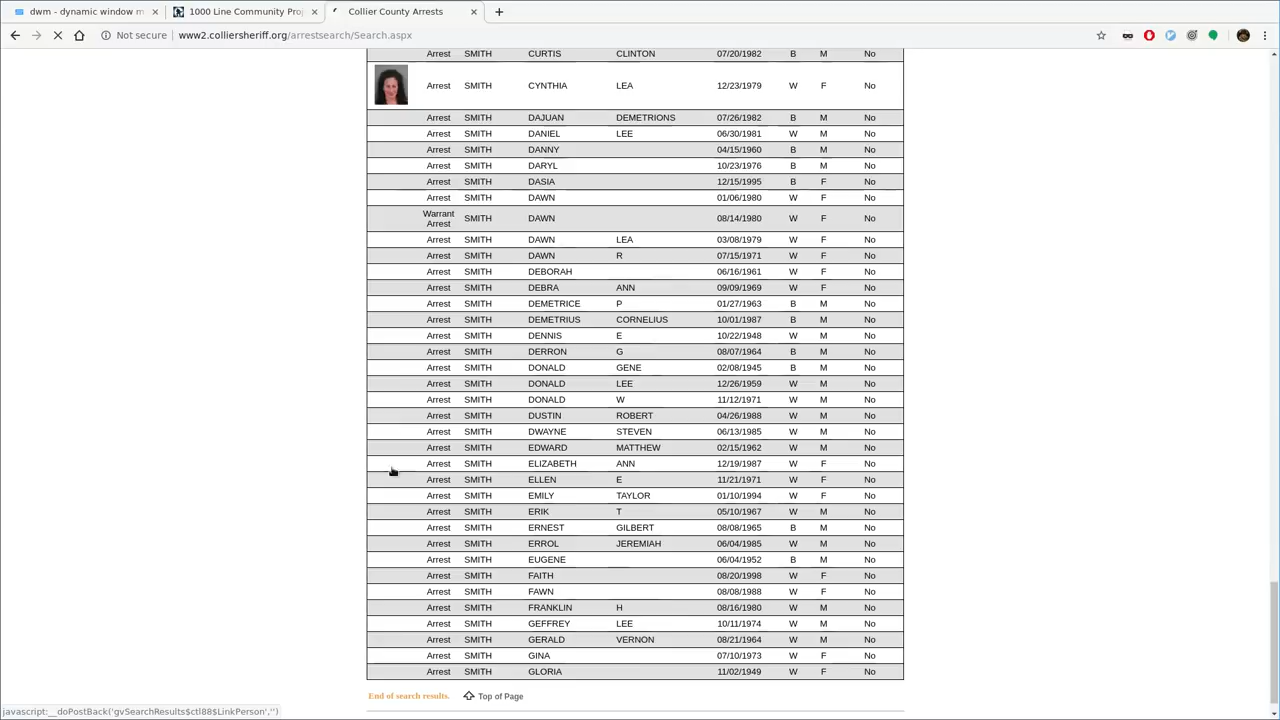 dwm - dynamic window m
1000 Line Community Pro
Collier County Arrests
Not secure www2.colliersheriff.org/arrestsearch/Search.aspx
Arrest SMITH CURTIS CLINTON 07/20/1982 B M No
Arrest SMITH CYNTHIA LEA 12/23/1979 W F No
Arrest SMITH DAJUAN DEMETRIONS 07/26/1982 B M No
Arrest SMITH DANIEL LEE 06/30/1981 W M No
Arrest SMITH DANNY 04/15/1960 B M No
Arrest SMITH DARYL 10/23/1976 B M No
Arrest SMITH DASIA 12/15/1995 B F No
Arrest SMITH DAWN 01/06/1980 W F No
Warrant
Arrest SMITH DAWN 08/14/1980 W F No
Arrest SMITH DAWN LEA 03/08/1979 W F No
Arrest SMITH DAWN R 07/15/1971 W F No
Arrest SMITH DEBORAH 06/16/1961 W F No
Arrest SMITH DEBRA ANN 09/09/1969 W F No
Arrest SMITH DEMETRICE P 01/27/1963 B M No
Arrest SMITH DEMETRIUS CORNELIUS 10/01/1987 B M No
Arrest SMITH DENNIS E 10/22/1948 W M No
Arrest SMITH DERRON G 08/07/1964 B M No
Arrest SMITH DONALD GENE 02/08/1945 B M No
Arrest SMITH DONALD LEE 12/26/1959 W M No
Arrest SMITH DONALD W 11/12/1971 W M No
Arrest SMITH DUSTIN ROBERT 04/26/1988 W M No
Arrest SMITH DWAYNE STEVEN 06/13/1985 W M No
Arrest SMITH EDWARD MATTHEW 02/15/1962 W M No
Arrest SMITH ELIZABETH ANN 12/19/1987 W F No
Arrest SMITH ELLEN E 11/21/1971 W F No
Arrest SMITH EMILY TAYLOR 01/10/1994 W F No
Arrest SMITH ERIK T 05/10/1967 W M No
Arrest SMITH ERNEST GILBERT 08/08/1965 B M No
Arrest SMITH ERROL JEREMIAH 06/04/1985 W M No
Arrest SMITH EUGENE 06/04/1952 B M No
Arrest SMITH FAITH 08/20/1998 W F No
Arrest SMITH FAWN 08/08/1988 W F No
Arrest SMITH FRANKLIN H 08/16/1980 W M No
Arrest SMITH GEFFREY LEE 10/11/1974 W M No
Arrest SMITH GERALD VERNON 08/21/1964 W M No
Arrest SMITH GINA 07/10/1973 W F No
Arrest SMITH GLORIA 11/02/1949 W F No
End of search results. Top of Page
javascript:__doPostBack('gvSearchResults$ctl88$LinkPerson','')